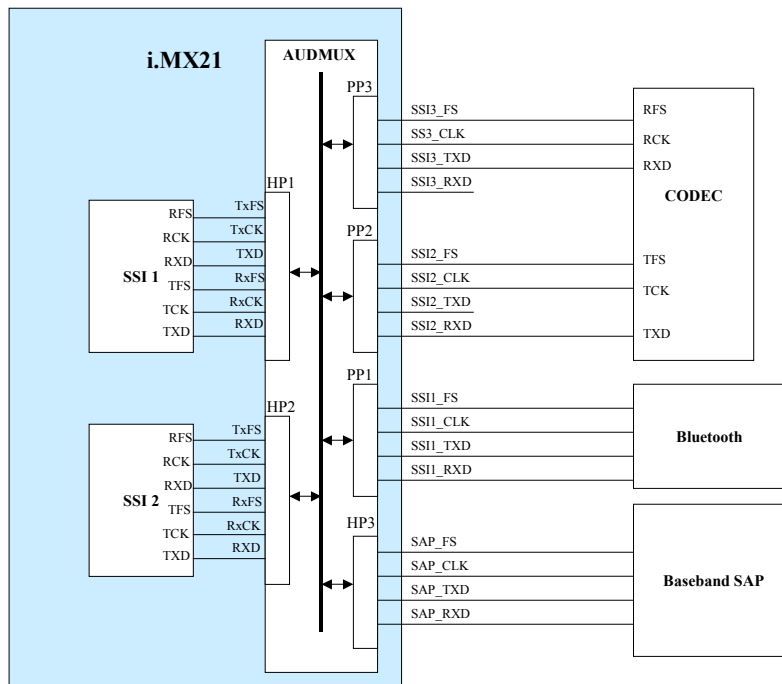 i.MX21
AUDMUX
PP3
SSI3_FS
SS3_CLK
SSI3_TXD
SSI3_RXD
RFS
RCK
RXD
CODEC
HP1
SSI 1
RFS
RCK
RXD
TFS
TCK
TXD
TxFS
TxCK
TXD
RxFS
RxCK
RXD
PP2
SSI2_FS
SSI2_CLK
SSI2_TXD
SSI2_RXD
TFS
TCK
TXD
PP1
SSI1_FS
SSI1_CLK
SSI1_TXD
SSI1_RXD
Bluetooth
HP2
SSI 2
RFS
RCK
RXD
TFS
TCK
TXD
TxFS
TxCK
TXD
RxFS
RxCK
RXD
HP3
SAP_FS
SAP_CLK
SAP_TXD
SAP_RXD
Baseband SAP